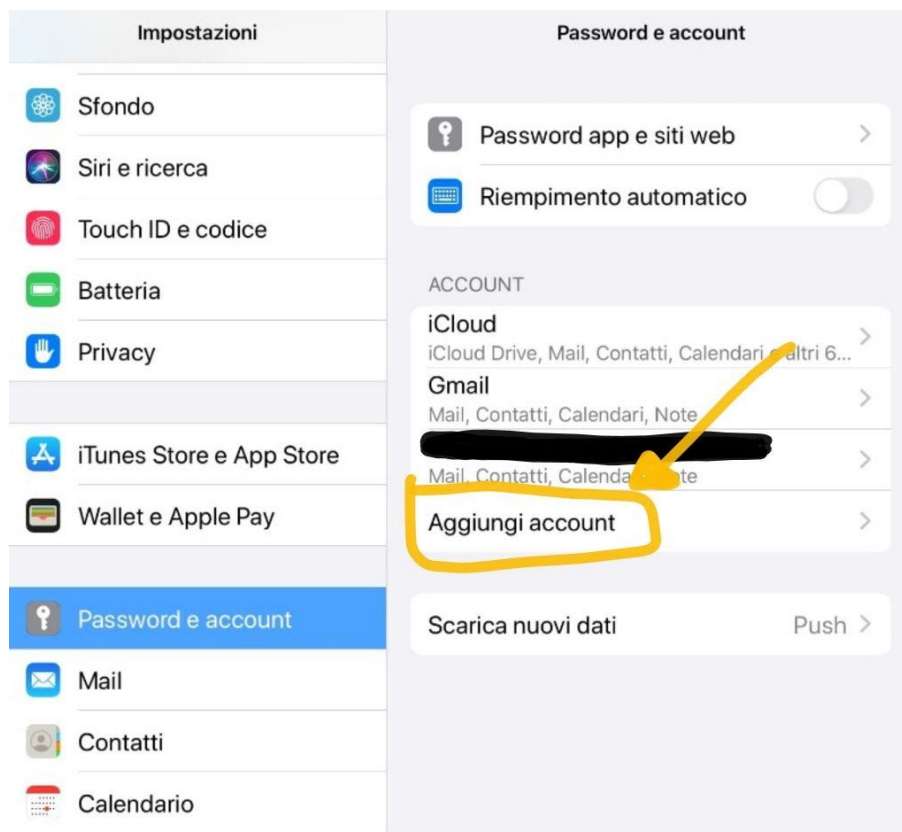 Impostazioni
Sfondo
Siri e ricerca
Touch ID e codice
Batteria
Privacy
iTunes Store e App Store
Wallet e Apple Pay
Password e account
Mail
Contatti
Calendario
Password e account
Password app e siti web
Riempimento automatico
ACCOUNT
iCloud
iCloud Drive, Mail, Contatti, Calendari e altri 6...
Gmail
Mail, Contatti, Calendari, Note
Mail, Contatti,
Aggiungi account
Scarica nuovi dati Push